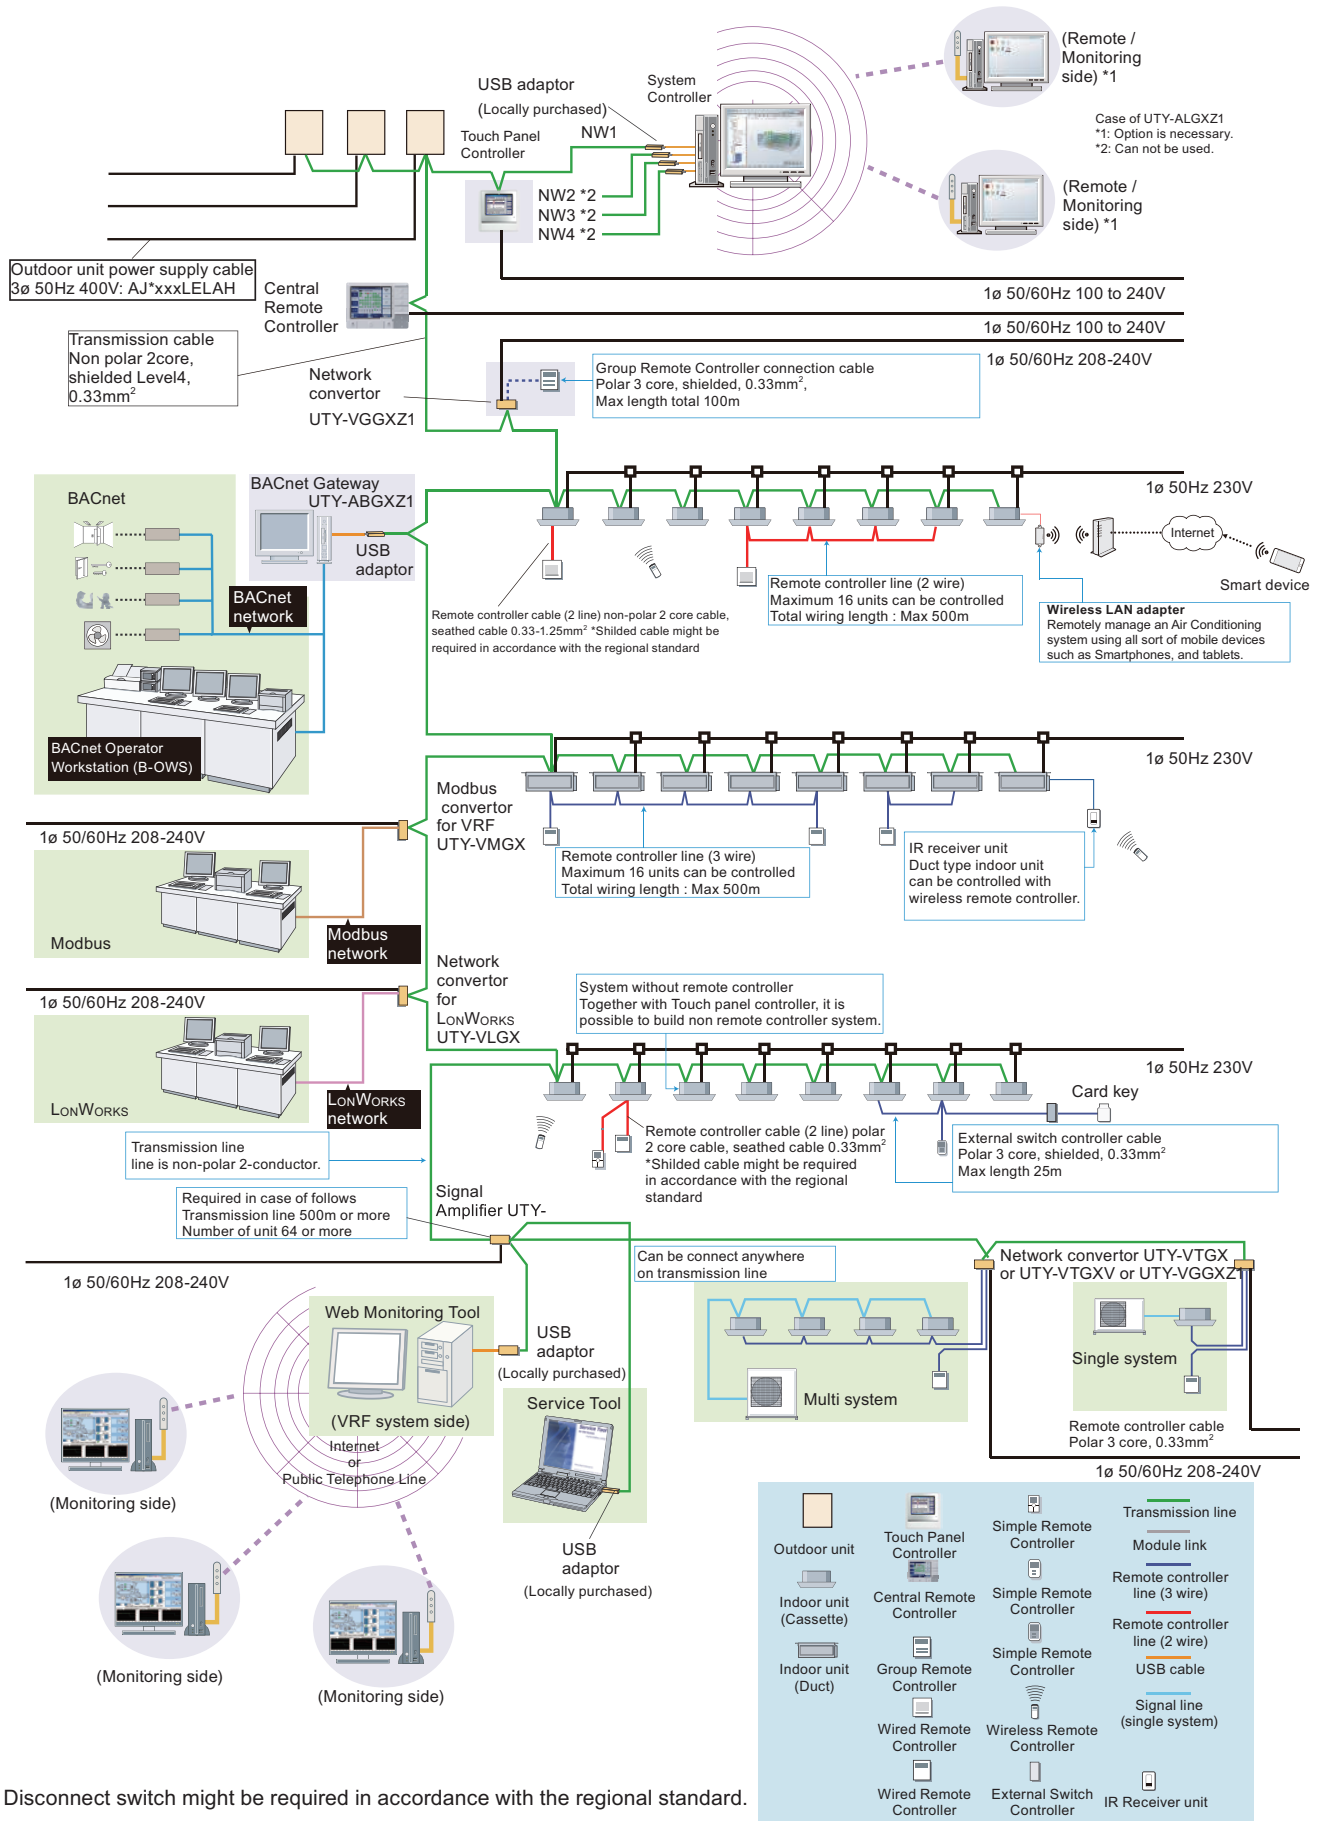 (Remote /
Monitoring
side) *1
USB adaptor
(Locally purchased)
System
Controller
NW1
Touch Panel
Controller
Case of UTY-ALGXZ1
*1: Option is necessary.
*2: Can not be used.
NW2 *2
NW3 *2
NW4 *2
(Remote /
Monitoring
side) *1
Outdoor unit power supply cable
3ø 50Hz 400V: AJ*xxxLELAH
Central
Remote
Controller
1ø 50/60Hz 100 to 240V
1ø 50/60Hz 100 to 240V
Transmission cable
Non polar 2core,
shielded Level4,
0.33mm²
1ø 50/60Hz 208-240V
Network
convertor
UTY-VGGXZ1
Group Remote Controller connection cable
Polar 3 core, shielded, 0.33mm²,
Max length total 100m
BACnet
BACnet Gateway
UTY-ABGXZ1
USB
adaptor
BACnet
network
1ø 50Hz 230V
Internet
Smart device
Remote controller cable (2 line) non-polar 2 core cable,
seathed cable 0.33-1.25mm² *Shilded cable might be
required in accordance with the regional standard
Remote controller line (2 wire)
Maximum 16 units can be controlled
Total wiring length : Max 500m
Wireless LAN adapter
Remotely manage an Air Conditioning
system using all sort of mobile devices
such as Smartphones, and tablets.
BACnet Operator
Workstation (B-OWS)
1ø 50Hz 230V
Modbus
convertor
for VRF
UTY-VMGX
1ø 50/60Hz 208-240V
Remote controller line (3 wire)
Maximum 16 units can be controlled
Total wiring length : Max 500m
IR receiver unit
Duct type indoor unit
can be controlled with
wireless remote controller.
Modbus
Modbus
network
Network
convertor
for
LONWORKS
UTY-VLGX
1ø 50/60Hz 208-240V
System without remote controller
Together with Touch panel controller, it is
possible to build non remote controller system.
1ø 50Hz 230V
LONWORKS
LONWORKS
network
Card key
Transmission line
line is non-polar 2-conductor.
Remote controller cable (2 line) polar
2 core cable, seathed cable 0.33mm²
*Shilded cable might be required
in accordance with the regional
standard
External switch controller cable
Polar 3 core, shielded, 0.33mm²
Max length 25m
Signal
Amplifier UTY-
Required in case of follows
Transmission line 500m or more
Number of unit 64 or more
Can be connect anywhere
on transmission line
Network convertor UTY-VTGX
or UTY-VTGXV or UTY-VGGXZ1
1ø 50/60Hz 208-240V
Web Monitoring Tool
(VRF system side)
USB
adaptor
(Locally purchased)
Internet
or
Public Telephone Line
Service Tool
Service Tool
Multi system
Single system
Remote controller cable
Polar 3 core, 0.33mm²
1ø 50/60Hz 208-240V
(Monitoring side)
USB
adaptor
(Locally purchased)
(Monitoring side)
(Monitoring side)
Outdoor unit
Indoor unit
(Cassette)
Indoor unit
(Duct)
Touch Panel
Controller
Central Remote
Controller
Group Remote
Controller
Wired Remote
Controller
Wired Remote
Controller
Simple Remote
Controller
Simple Remote
Controller
Simple Remote
Controller
Wireless Remote
Controller
External Switch
Controller
Transmission line
Module link
Remote controller
line (3 wire)
Remote controller
line (2 wire)
USB cable
Signal line
(single system)
IR Receiver unit
Disconnect switch might be required in accordance with the regional standard.